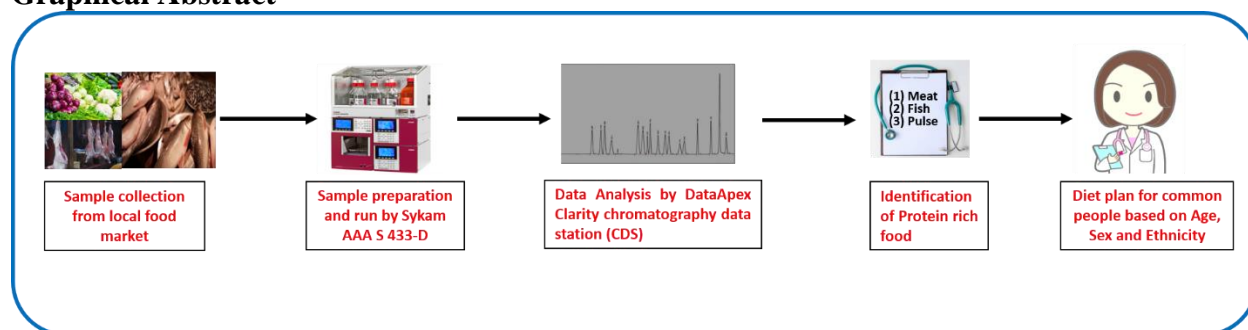 Graphical Abstract
(1) Meat
(2) Fish
(3) Pulse
Sample collection
from local food
market
Sample preparation
and run by Sykam
AAA S 433-D
Data Analysis by DataApex
Clarity chromatography data
station (CDS)
Identification
of Protein rich
food
Diet plan for common
people based on Age,
Sex and Ethnicity